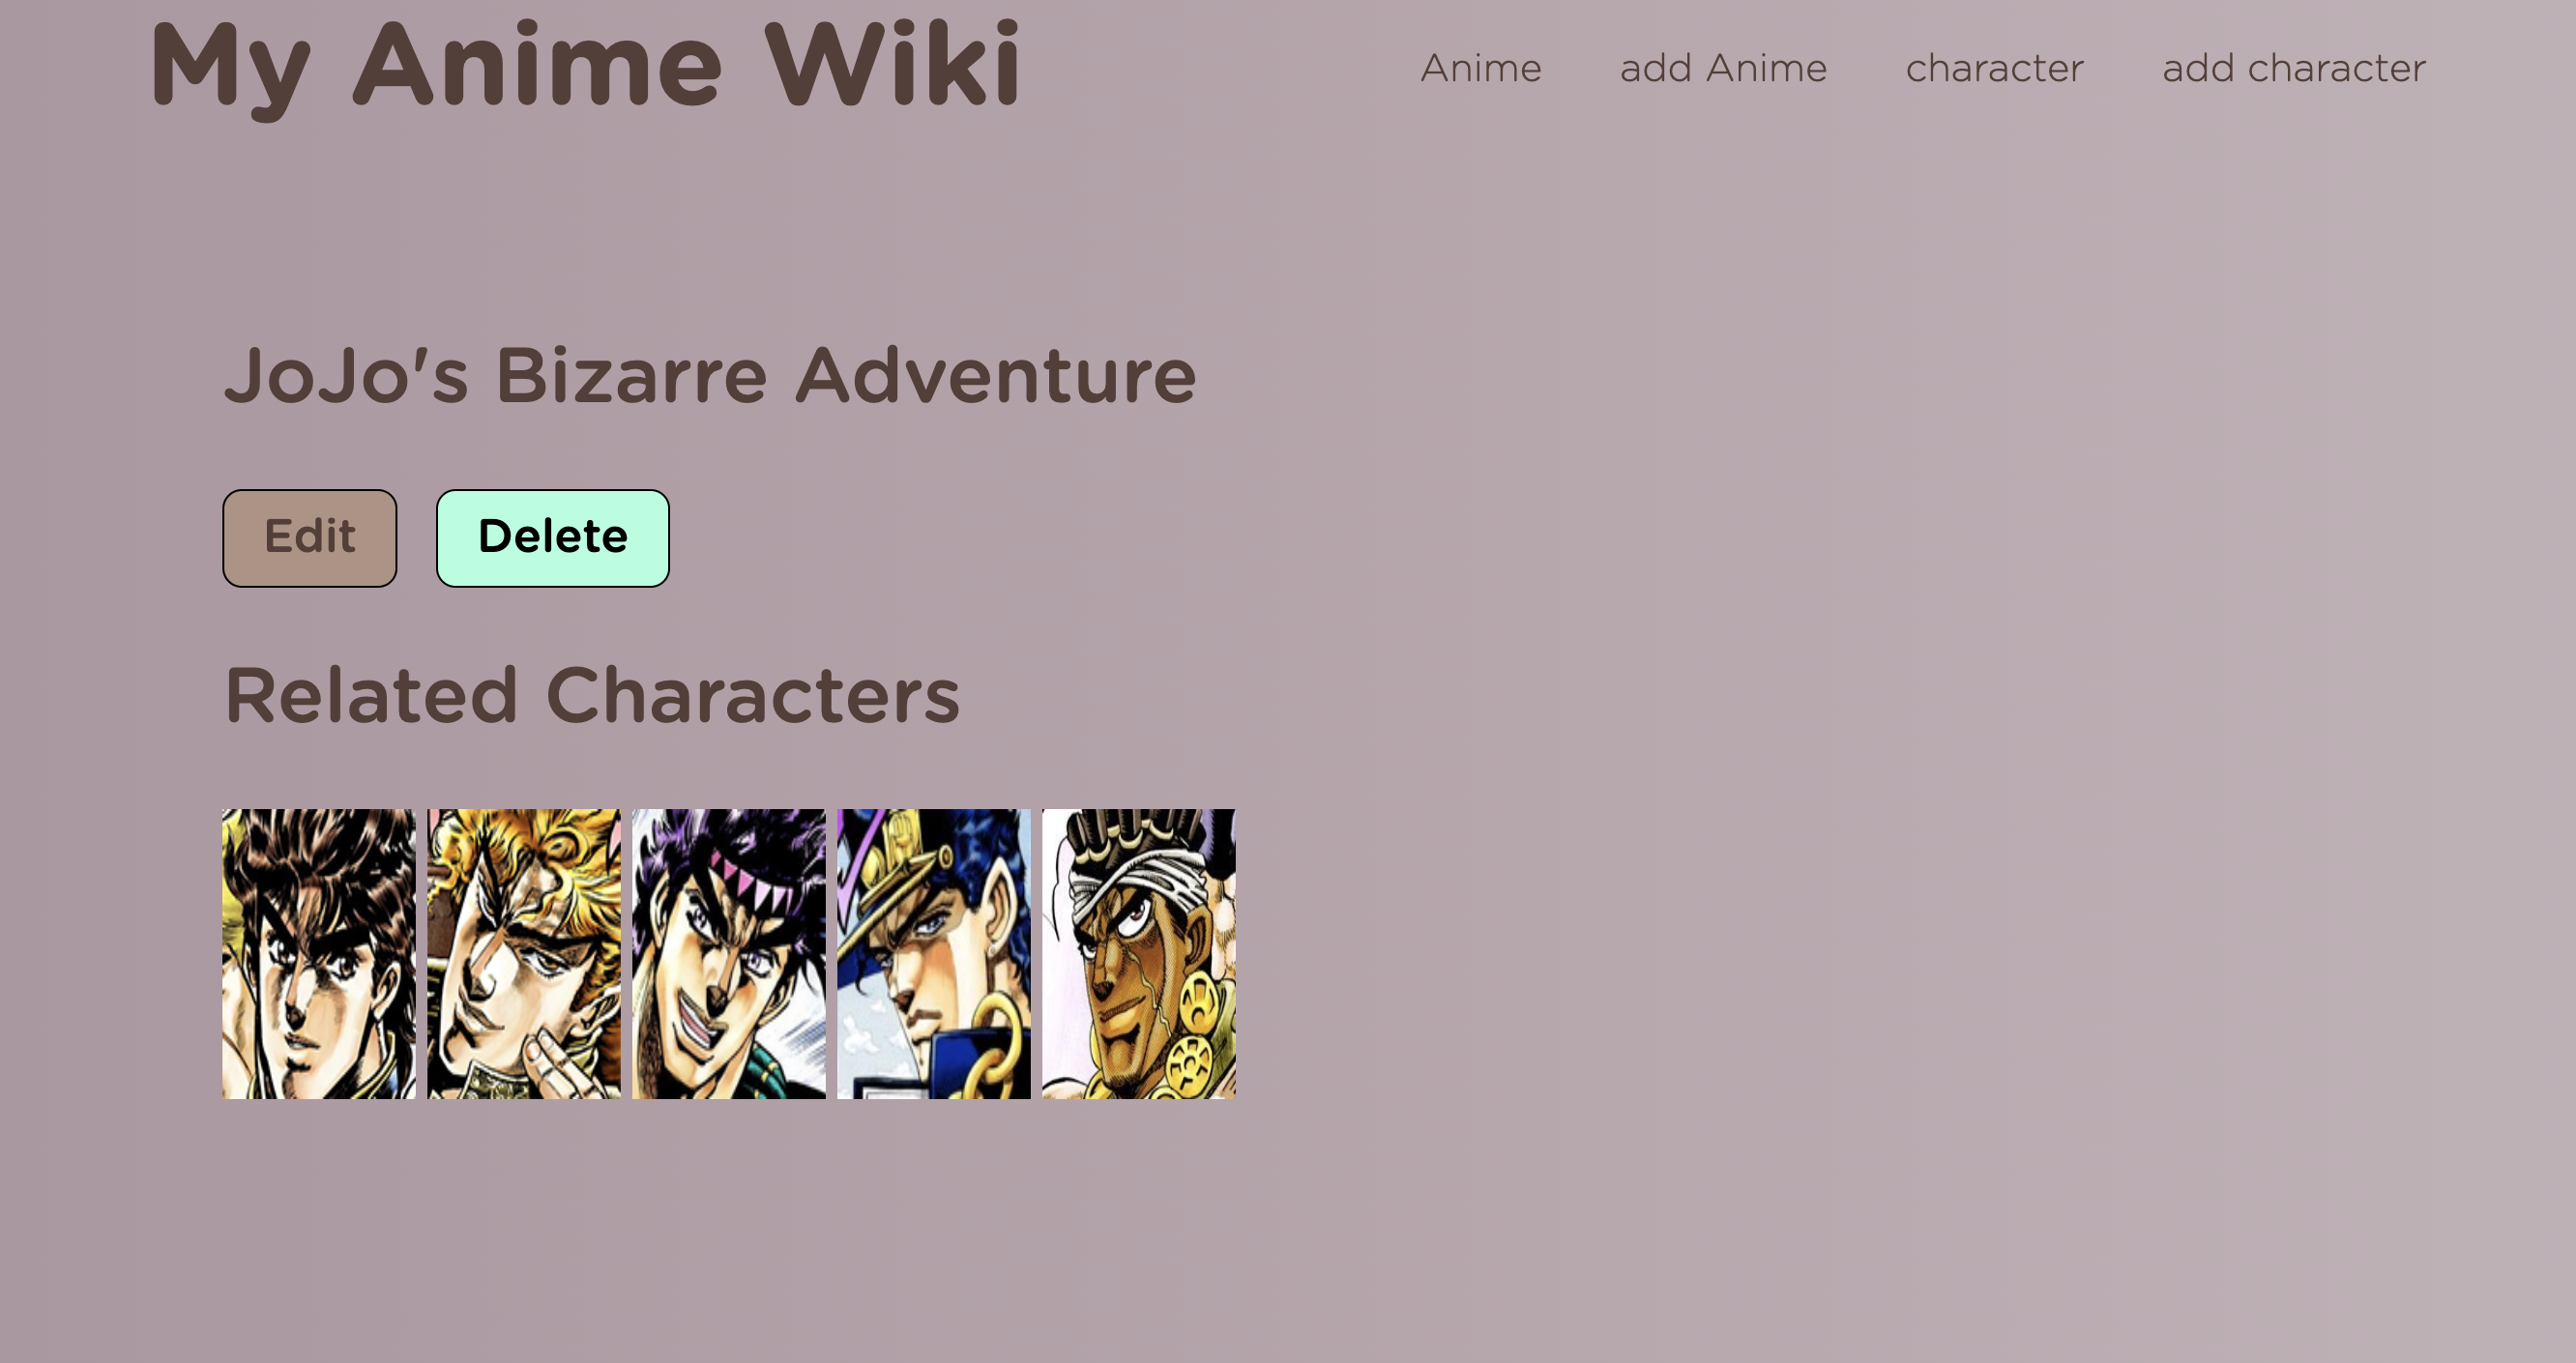 My Anime Wiki
Anime add Anime character add character
JoJo's Bizarre Adventure
Edit Delete
Related Characters